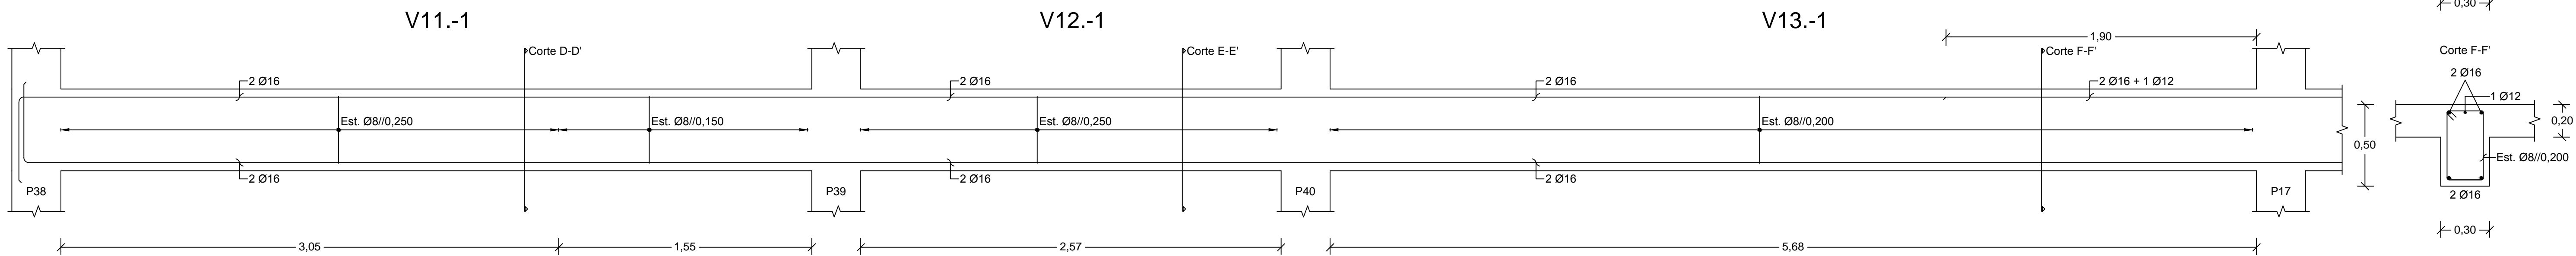 V11.-1
V12.-1
V13.-1
0,30
1,90
Corte D-D'
Corte E-E'
Corte F-F'
Corte F-F'
2 Ø16
2 Ø16
2 Ø16
2 Ø16 + 1 Ø12
2 Ø16
1 Ø12
Est. Ø8//0,250
Est. Ø8//0,150
Est. Ø8//0,250
Est. Ø8//0,200
0,20
0,50
Est. Ø8//0,200
2 Ø16
2 Ø16
2 Ø16
P38
P39
P40
P17
2 Ø16
0,30
3,05
1,55
2,57
5,68